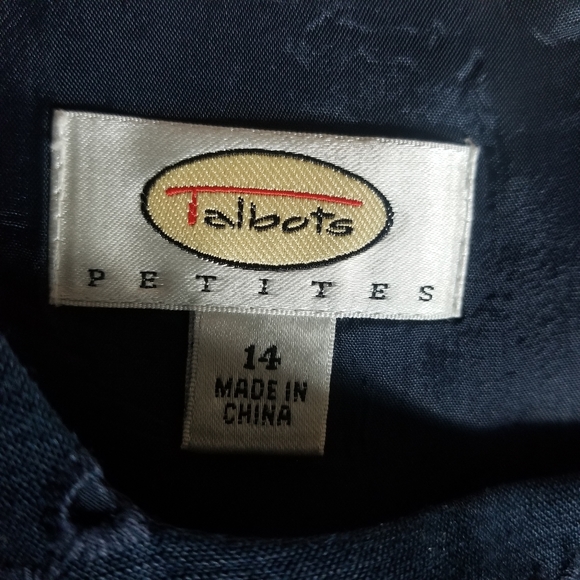 Talbots
PETITES
14
MADE IN
CHINA